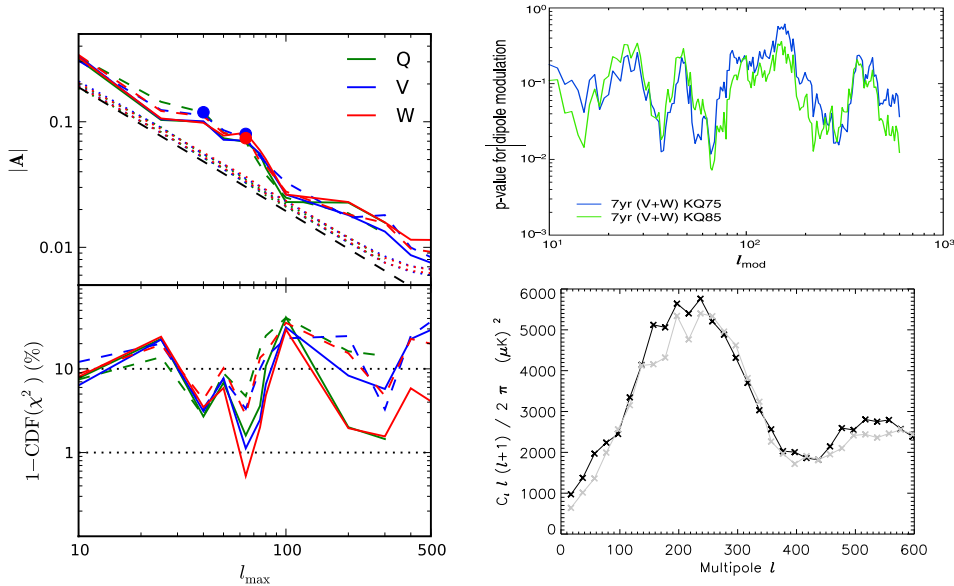 0.1
0.01
|A|
Q
V
W
10
1
1−CDF(χ²) (%)
10
100
500
l_max
10⁰
10⁻¹
10⁻²
10⁻³
p-value for dipole modulation
7yr (V+W) KQ75
7yr (V+W) KQ85
10¹
10²
10³
l_mod
6000
5000
4000
3000
2000
1000
0
C_l l (l+1) / 2 π (μK)²
0
100
200
300
400
500
600
Multipole l